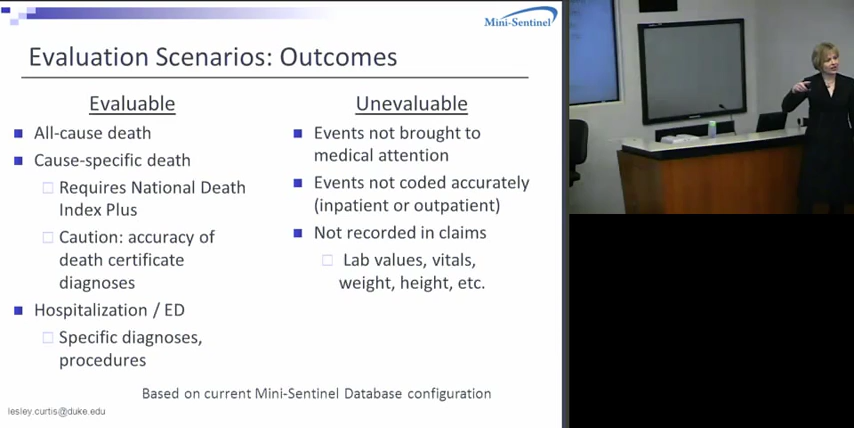 Mini-Sentinel
Evaluation Scenarios: Outcomes
Evaluable
All-cause death
Cause-specific death
Requires National Death
Index Plus
Caution: accuracy of
death certificate
diagnoses
Hospitalization / ED
Specific diagnoses,
procedures
Unevaluable
Events not brought to
medical attention
Events not coded accurately
(inpatient or outpatient)
Not recorded in claims
Lab values, vitals,
weight, height, etc.
Based on current Mini-Sentinel Database configuration
lesley.curtis@duke.edu